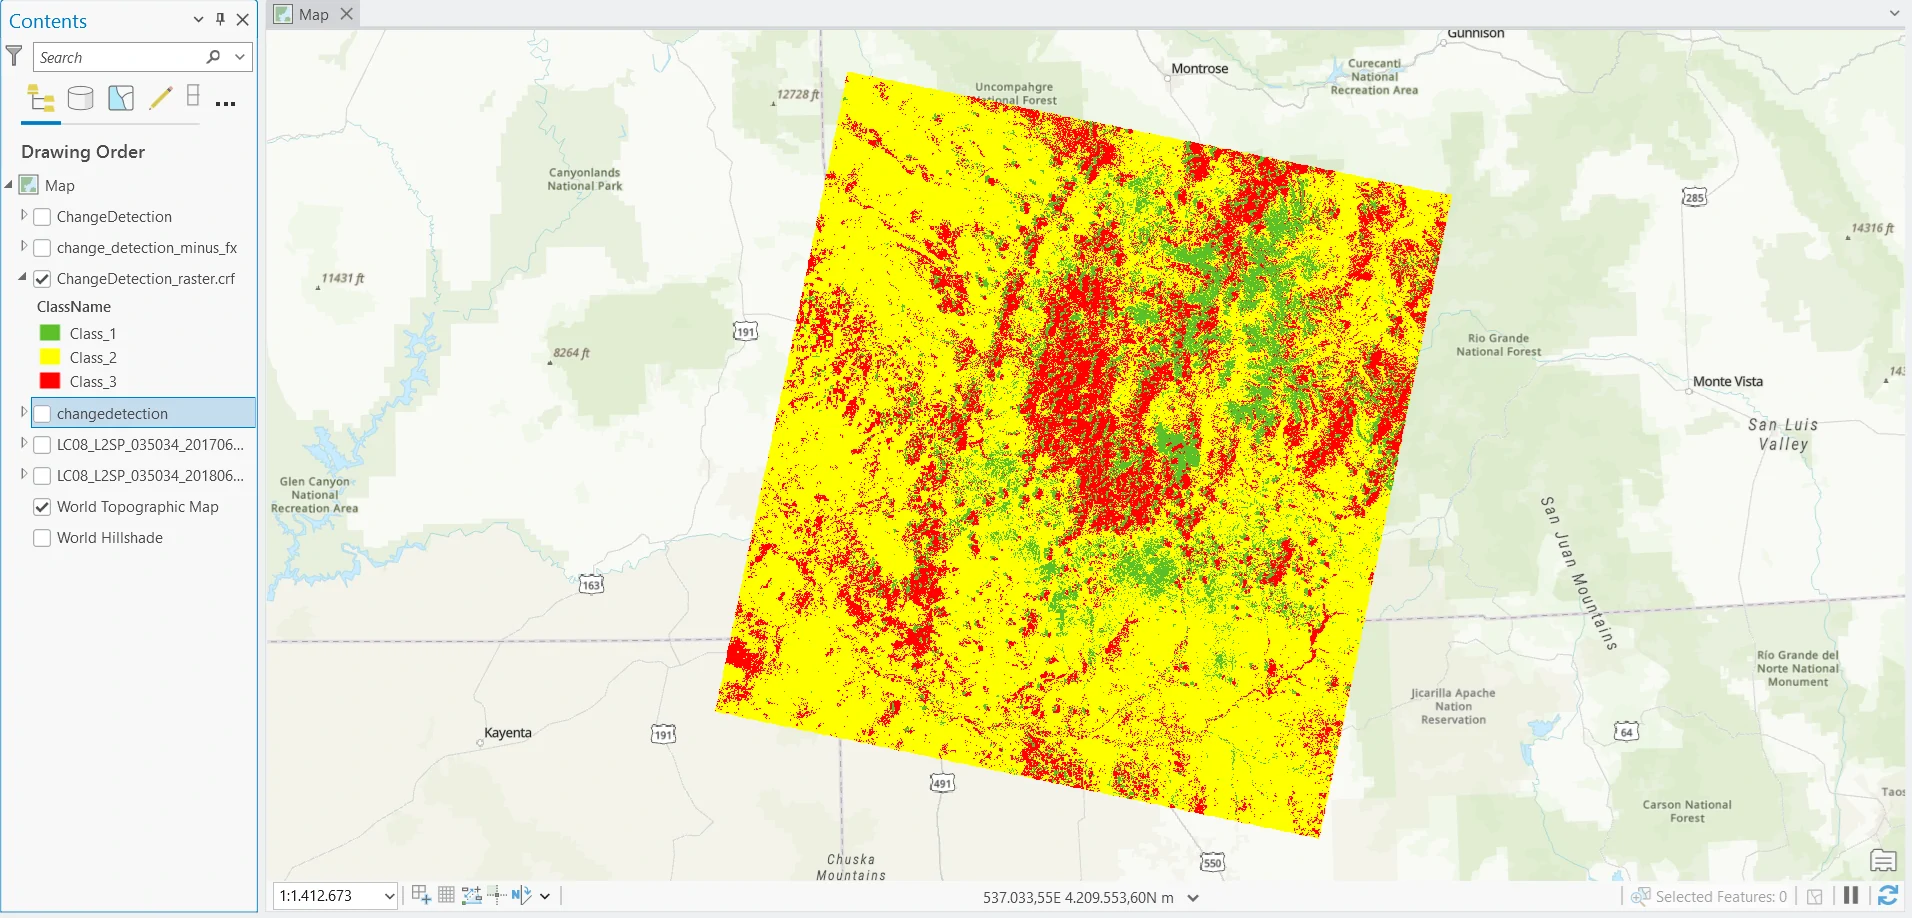 Contents
Search
Drawing Order
Map
ChangeDetection
change_detection_minus_fx
ChangeDetection_raster.crf
ClassName
Class_1
Class_2
Class_3
changedetection
LC08_L2SP_035034_201706...
LC08_L2SP_035034_201806...
World Topographic Map
World Hillshade
Map
Gunnison
Montrose
Curecanti
National
Recreation Area
Uncompahgre
National Forest
12728 ft
Canyonlands
National Park
285
14316 ft
11431 ft
191
8264 ft
Rio Grande
National Forest
143
Monte Vista
San Luis
Valley
Glen Canyon
National
Recreation Area
San Juan Mountains
163
Río Grande del
Norte National
Monument
Jicarilla Apache
Nation
Reservation
64
Kayenta
191
491
Carson National
Forest
Taos
Chuska
Mountains
550
1:1.412.673
N
537.033,55E 4.209.553,60N m
Selected Features: 0